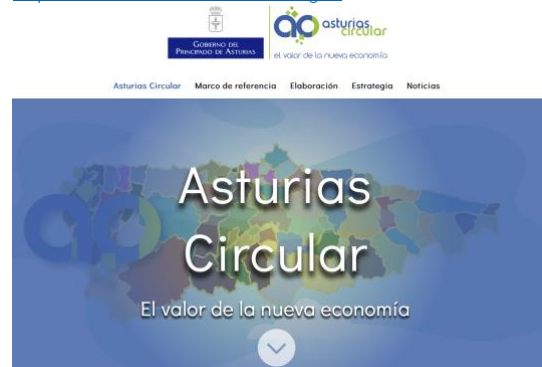 asturias
circular
GOBIERNO DEL
PRINCIPADO DE ASTURIAS
el valor de la nueva economía
Asturias Circular Marco de referencia Elaboración Estrategia Noticias
Asturias
Circular
El valor de la nueva economía